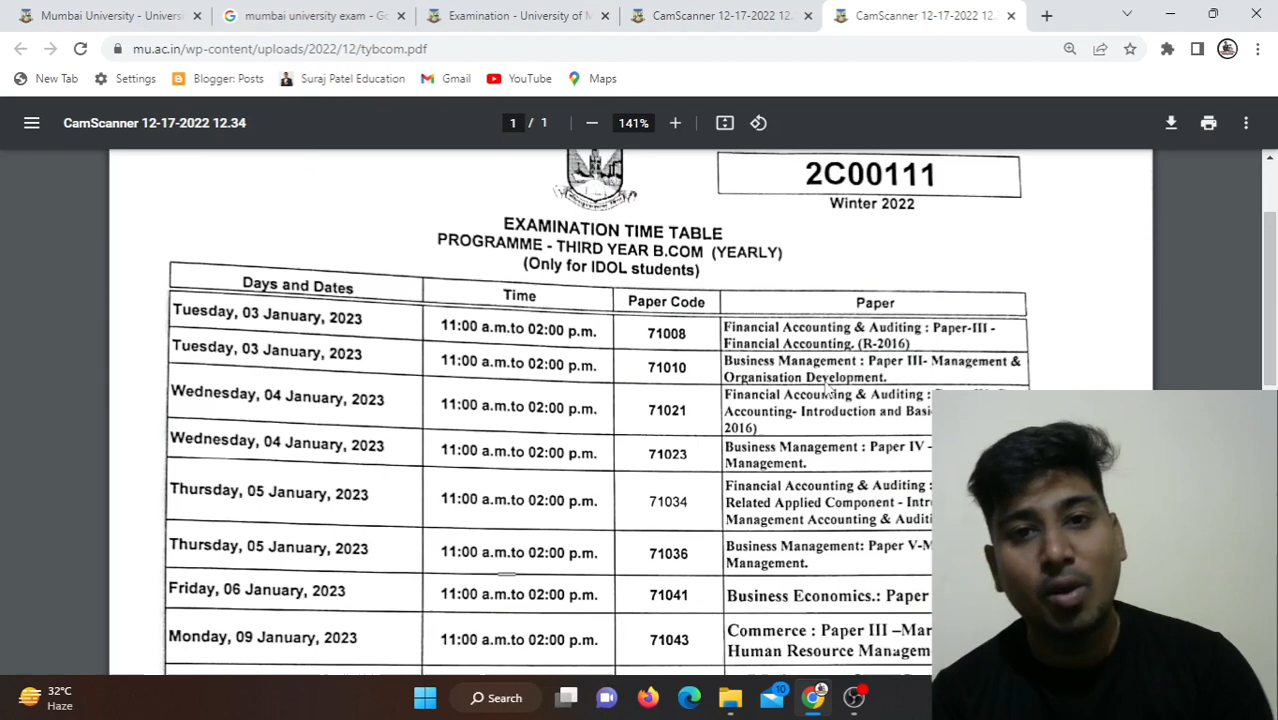 Mumbai University - Universi
mumbai university exam - Go
Examination - University of M
CamScanner 12-17-2022 12.
CamScanner 12-17-2022 12.
mu.ac.in/wp-content/uploads/2022/12/tybcom.pdf
New Tab Settings Blogger: Posts Suraj Patel Education Gmail YouTube Maps
CamScanner 12-17-2022 12.34 1 / 1 141%
2C00111
Winter 2022
EXAMINATION TIME TABLE
PROGRAMME - THIRD YEAR B.COM (YEARLY)
(Only for IDOL students)
Days and Dates Time Paper Code Paper
Tuesday, 03 January, 2023 11:00 a.m.to 02:00 p.m. 71008 Financial Accounting & Auditing : Paper-III -
Financial Accounting. (R-2016)
Tuesday, 03 January, 2023 11:00 a.m.to 02:00 p.m. 71010 Business Management : Paper III- Management &
Organisation Development.
Wednesday, 04 January, 2023 11:00 a.m.to 02:00 p.m. 71021 Financial Accounting & Auditing :
Accounting- Introduction and Basi
2016)
Wednesday, 04 January, 2023 11:00 a.m.to 02:00 p.m. 71023 Business Management : Paper IV -
Management.
Thursday, 05 January, 2023 11:00 a.m.to 02:00 p.m. 71034 Financial Accounting & Auditing :
Related Applied Component - Intr
Management Accounting & Auditi
Thursday, 05 January, 2023 11:00 a.m.to 02:00 p.m. 71036 Business Management: Paper V-M
Management.
Friday, 06 January, 2023 11:00 a.m.to 02:00 p.m. 71041 Business Economics.: Paper
Monday, 09 January, 2023 11:00 a.m.to 02:00 p.m. 71043 Commerce : Paper III –Mar
Human Resource Managem
32°C
Haze
Search
10